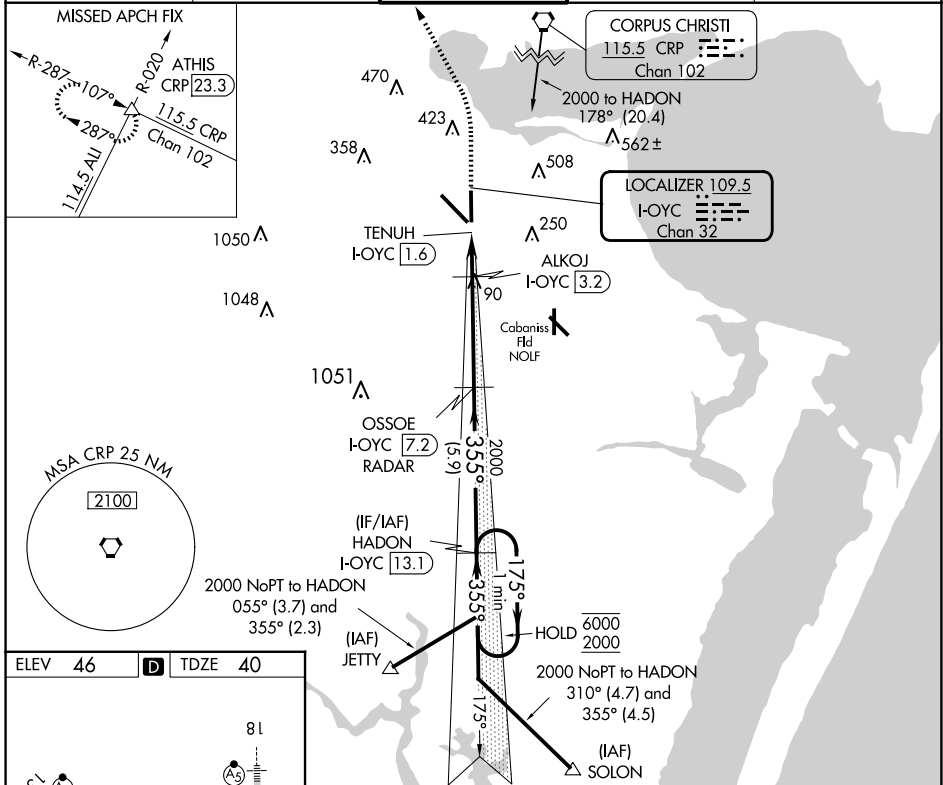 MISSED APCH FIX
R-287
107°
R-020
ATHIS
CRP 23.3
287°
115.5 CRP
Chan 102
114.5 ALI
CORPUS CHRISTI
115.5 CRP
Chan 102
2000 to HADON
178° (20.4)
470
423
358
562 ±
508
LOCALIZER 109.5
I-OYC
Chan 32
250
TENUH
I-OYC 1.6
1050
ALKOJ
I-OYC 3.2
90
1048
Cabaniss
Fld
NOLF
1051
OSSOE
I-OYC 7.2
RADAR
2000
355°
(5.9)
MSA CRP 25 NM
2100
(IF/IAF)
HADON
I-OYC 13.1
175°
1 min
355°
2000 NoPT to HADON
055° (3.7) and
355° (2.3)
(IAF)
JETTY
HOLD
6000
2000
2000 NoPT to HADON
310° (4.7) and
355° (4.5)
175°
(IAF)
SOLON
ELEV 46
D
TDZE 40
18
A5
13